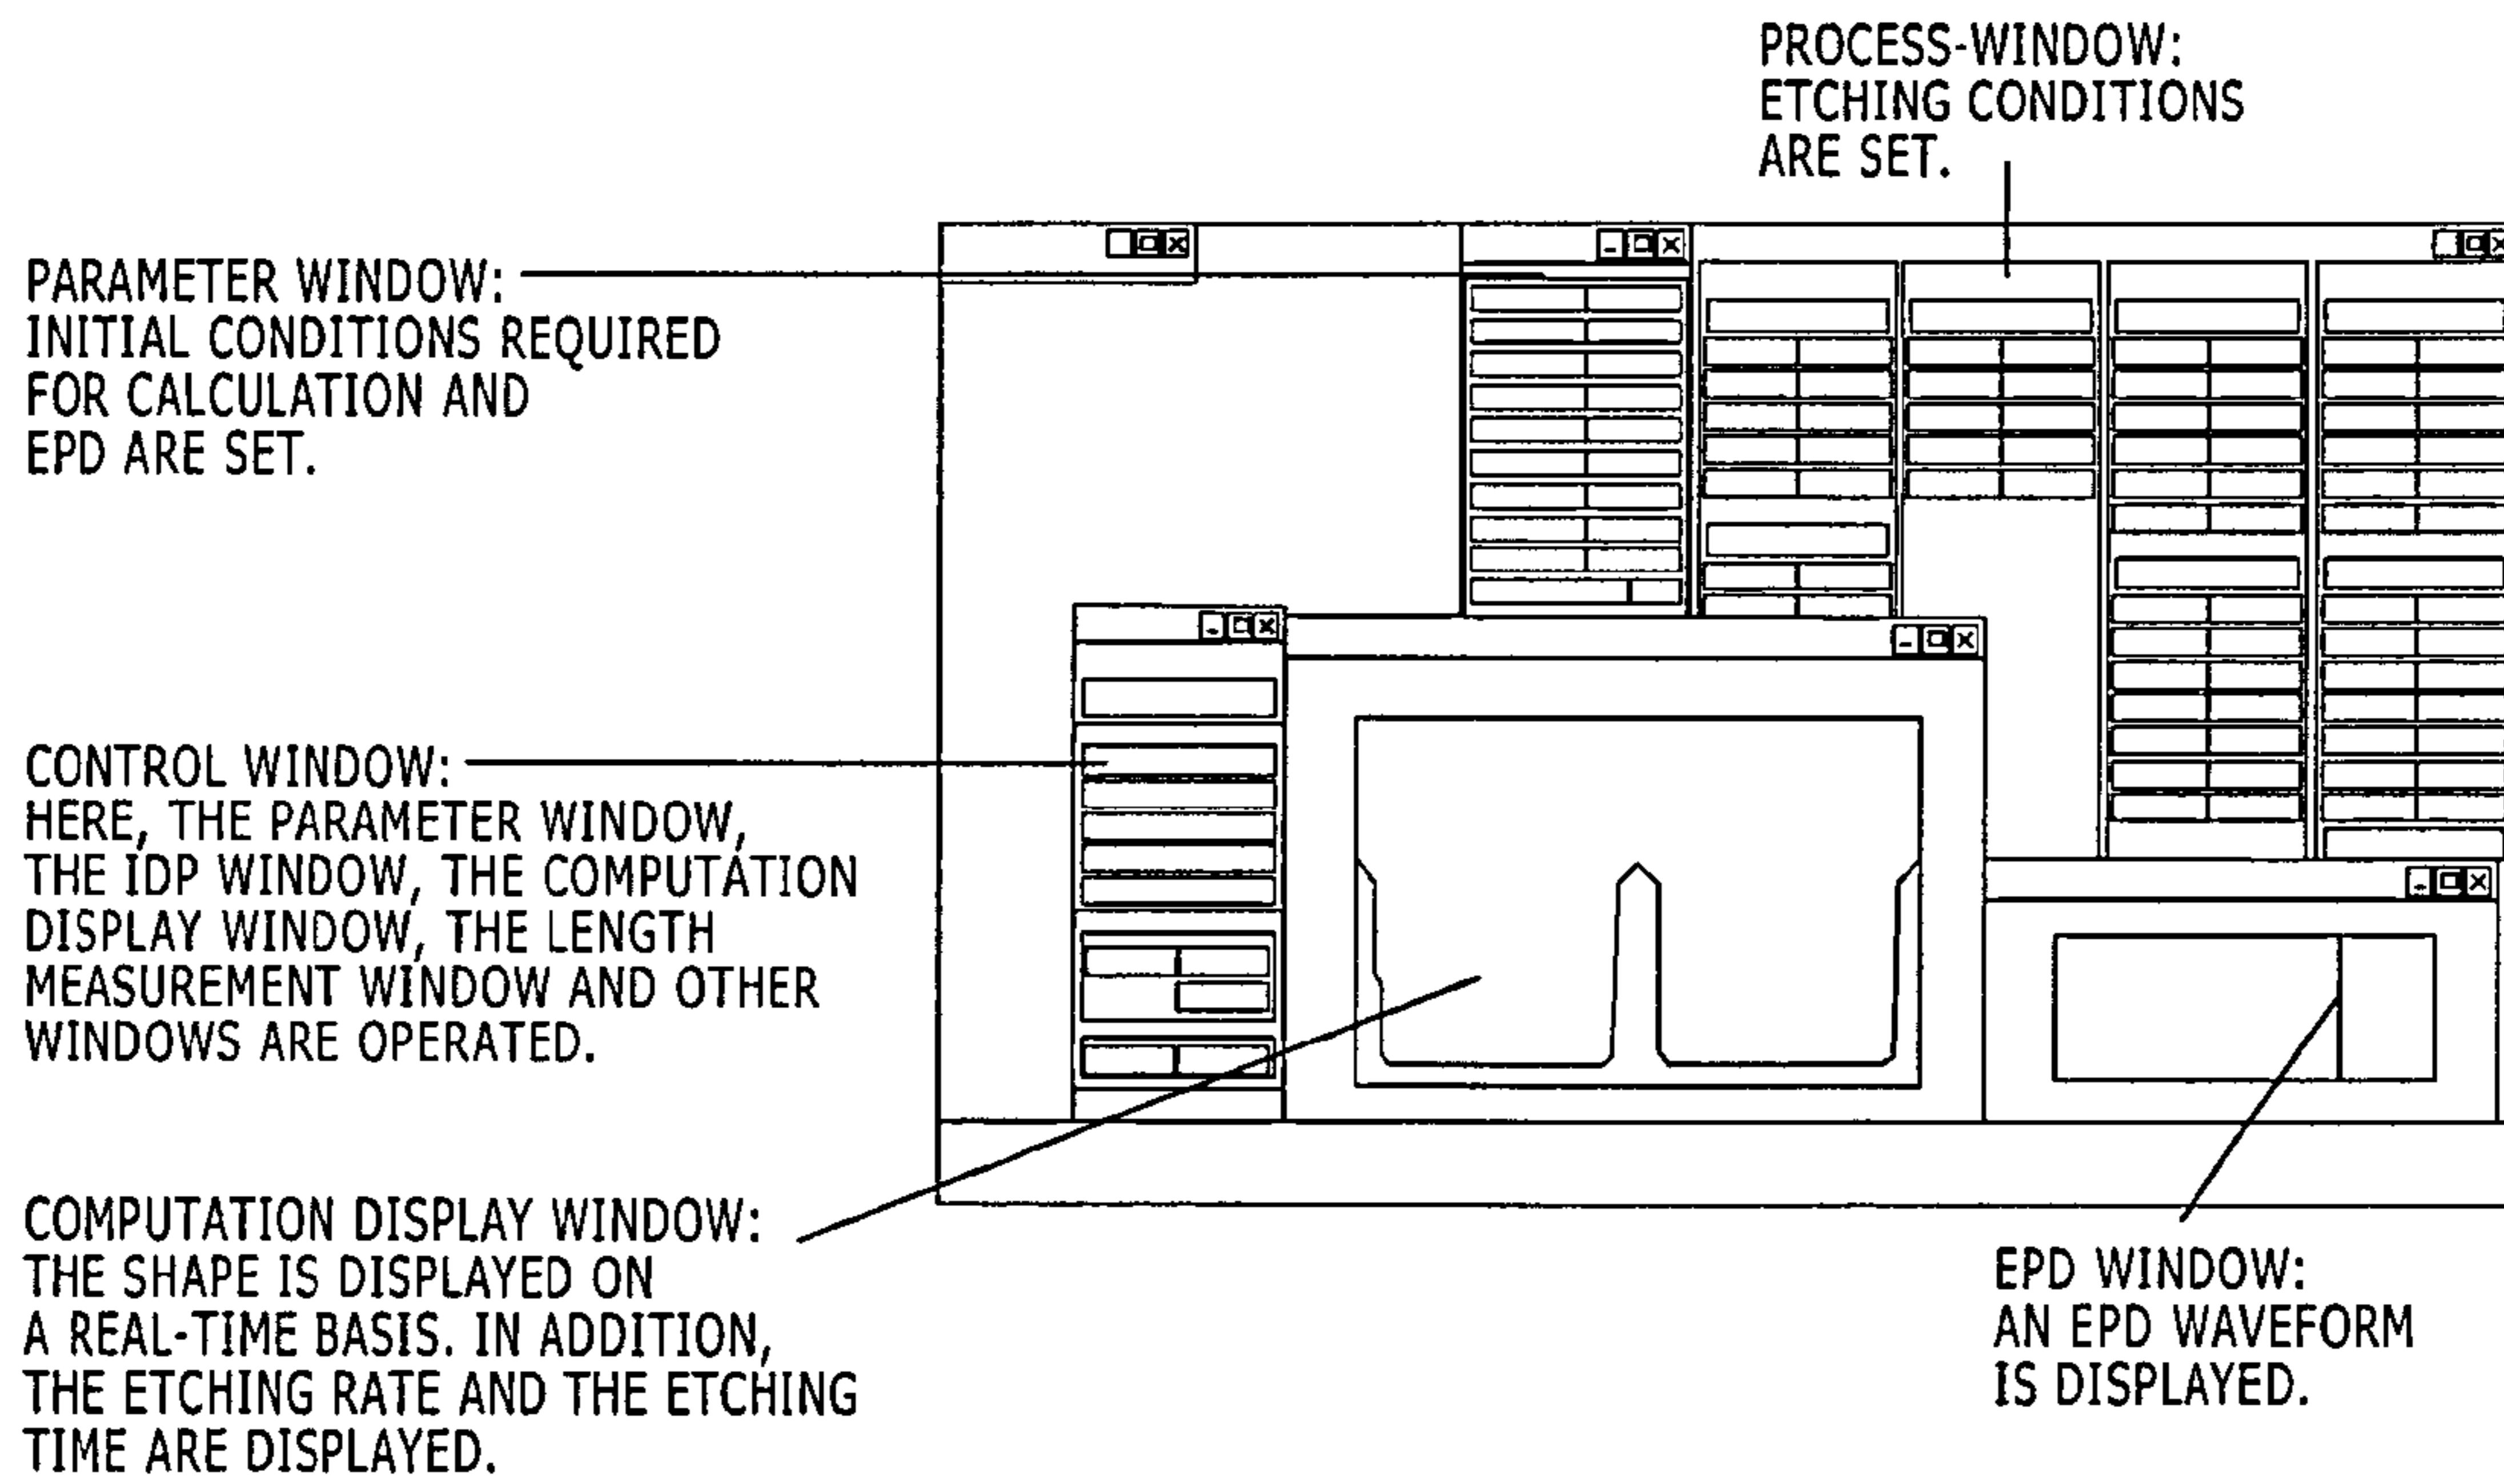 PROCESS-WINDOW:
ETCHING CONDITIONS
ARE SET.
PARAMETER WINDOW:
INITIAL CONDITIONS REQUIRED
FOR CALCULATION AND
EPD ARE SET.
CONTROL WINDOW:
HERE, THE PARAMETER WINDOW,
THE IDP WINDOW, THE COMPUTATION
DISPLAY WINDOW, THE LENGTH
MEASUREMENT WINDOW AND OTHER
WINDOWS ARE OPERATED.
COMPUTATION DISPLAY WINDOW:
THE SHAPE IS DISPLAYED ON
A REAL-TIME BASIS. IN ADDITION,
THE ETCHING RATE AND THE ETCHING
TIME ARE DISPLAYED.
EPD WINDOW:
AN EPD WAVEFORM
IS DISPLAYED.